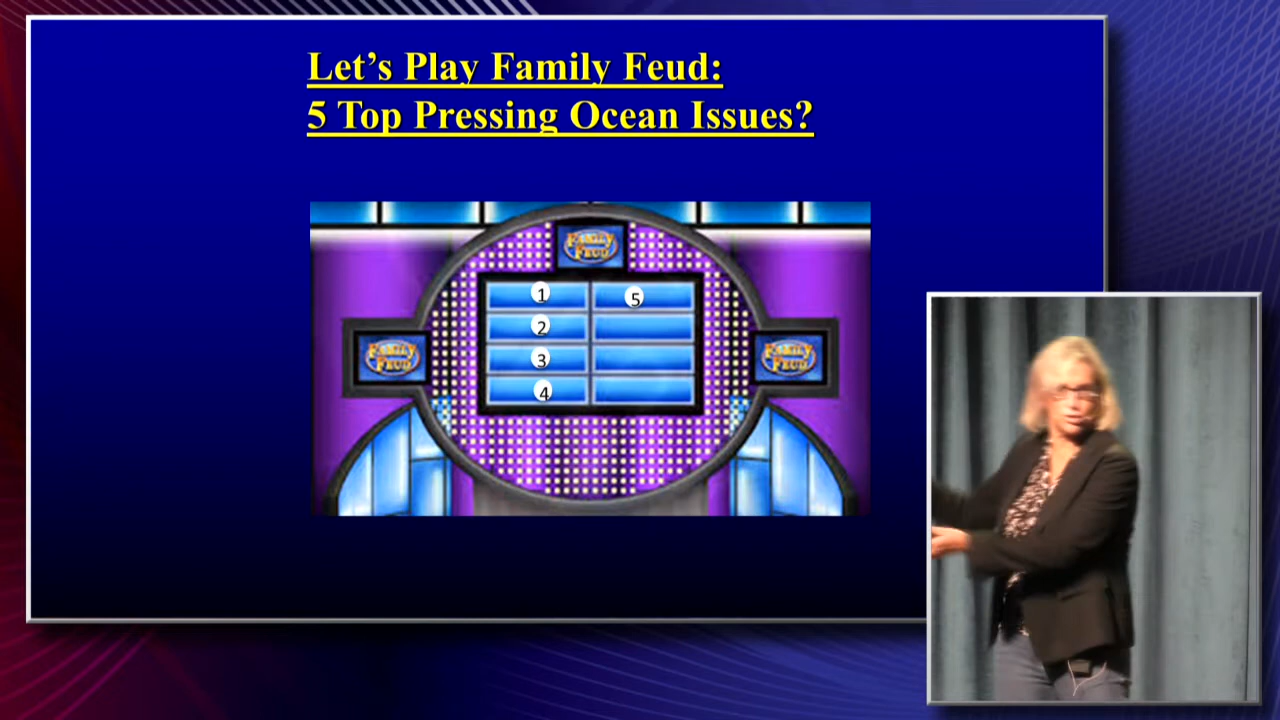 Let’s Play Family Feud:
5 Top Pressing Ocean Issues?
FAMILY
FEUD
1
5
2
3
4
FAMILY
FEUD
FAMILY
FEUD